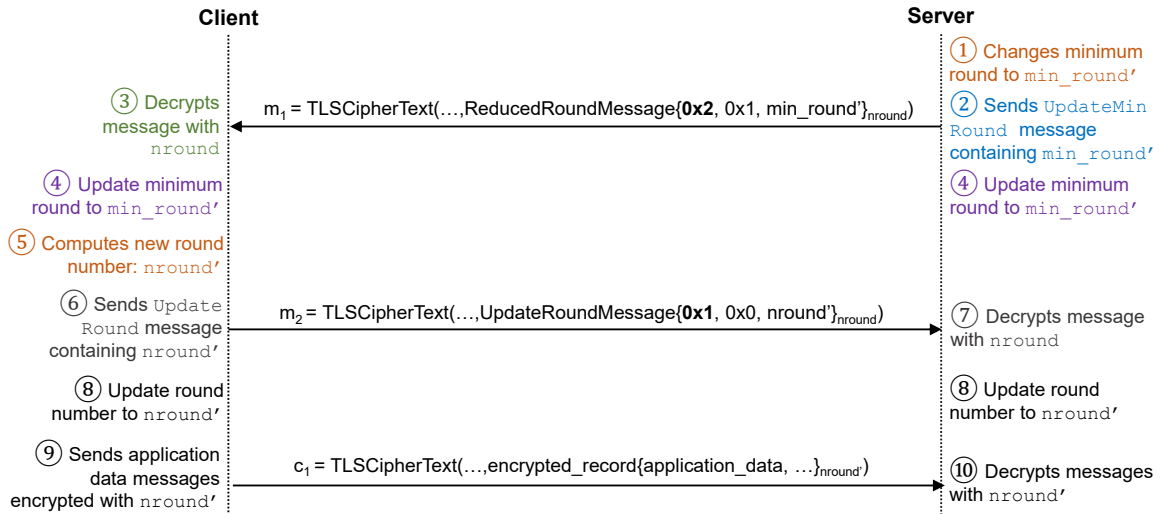 Client
Server
① Changes minimum
round to min_round’
③ Decrypts
message with
nround
m1 = TLSCipherText(…,ReducedRoundMessage{0x2, 0x1, min_round’}nround)
② Sends UpdateMin
Round message
containing min_round’
④ Update minimum
round to min_round’
④ Update minimum
round to min_round’
⑤ Computes new round
number: nround’
⑥ Sends Update
Round message
containing nround’
m2 = TLSCipherText(…,UpdateRoundMessage{0x1, 0x0, nround’}nround)
⑦ Decrypts message
with nround
⑧ Update round
number to nround’
⑧ Update round
number to nround’
⑨ Sends application
data messages
encrypted with nround’
c1 = TLSCipherText(…,encrypted_record{application_data, …}nround’)
⑩ Decrypts messages
with nround’